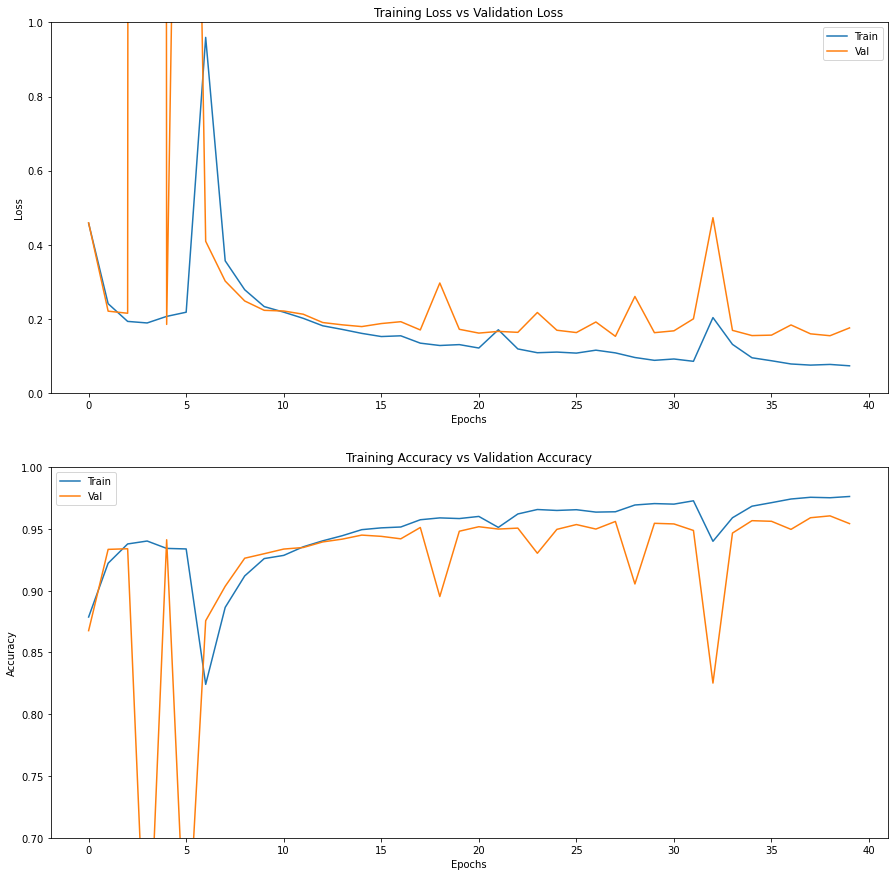 Training Loss vs Validation Loss
1.0
0.8
0.6
0.4
0.2
0.0
Loss
Train
Val
0 5 10 15 20 25 30 35 40
Epochs
Training Accuracy vs Validation Accuracy
1.00
0.95
0.90
0.85
0.80
0.75
0.70
Accuracy
Train
Val
0 5 10 15 20 25 30 35 40
Epochs